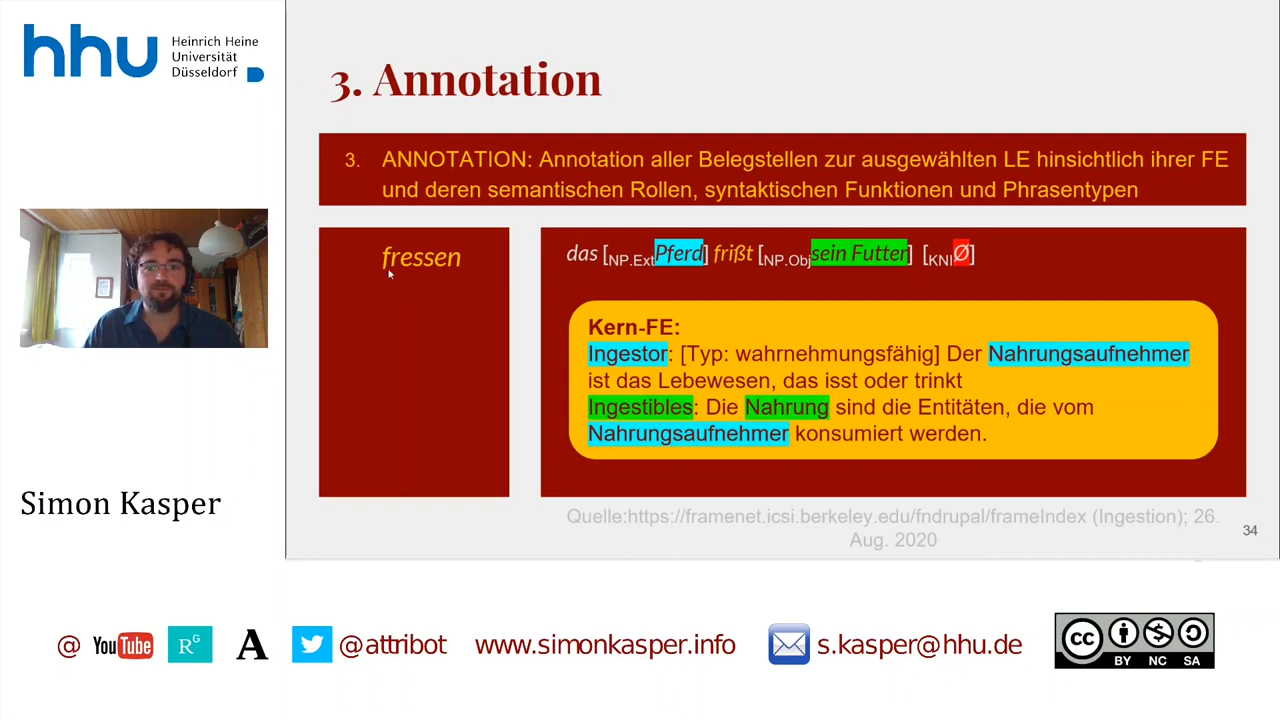 hhu Heinrich Heine
Universität
Düsseldorf
3. Annotation
3. ANNOTATION: Annotation aller Belegstellen zur ausgewählten LE hinsichtlich ihrer FE
und deren semantischen Rollen, syntaktischen Funktionen und Phrasentypen
fressen
das [NP.Ext Pferd] frißt [NP.Obj sein Futter] [KNI Ø]
Kern-FE:
Ingestor: [Typ: wahrnehmungsfähig] Der Nahrungsaufnehmer
ist das Lebewesen, das isst oder trinkt
Ingestibles: Die Nahrung sind die Entitäten, die vom
Nahrungsaufnehmer konsumiert werden.
Quelle:https://framenet.icsi.berkeley.edu/fndrupal/frameIndex (Ingestion); 26.
Aug. 2020
34
Simon Kasper
@ YouTube RG A @attribot www.simonkasper.info s.kasper@hhu.de cc BY NC SA